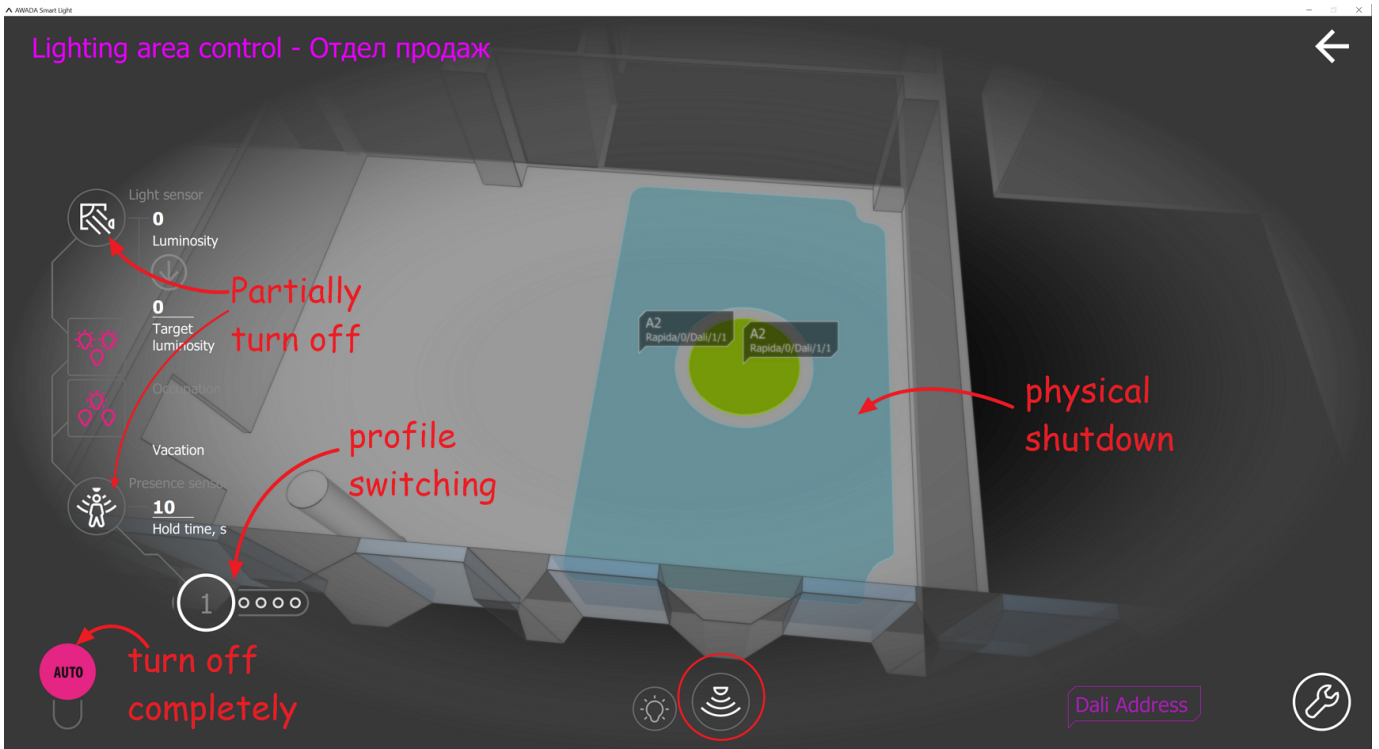 AWADA Smart Light
Lighting area control - Отдел продаж
Light sensor
0
Luminosity
Partially
turn off
0
Target
luminosity
A2
Rapida/0/Dali/1/1
A2
Rapida/0/Dali/1/1
Occupation
physical
shutdown
profile
switching
Vacation
Presence senso
10
Hold time, s
1
turn off
completely
AUTO
Dali Address